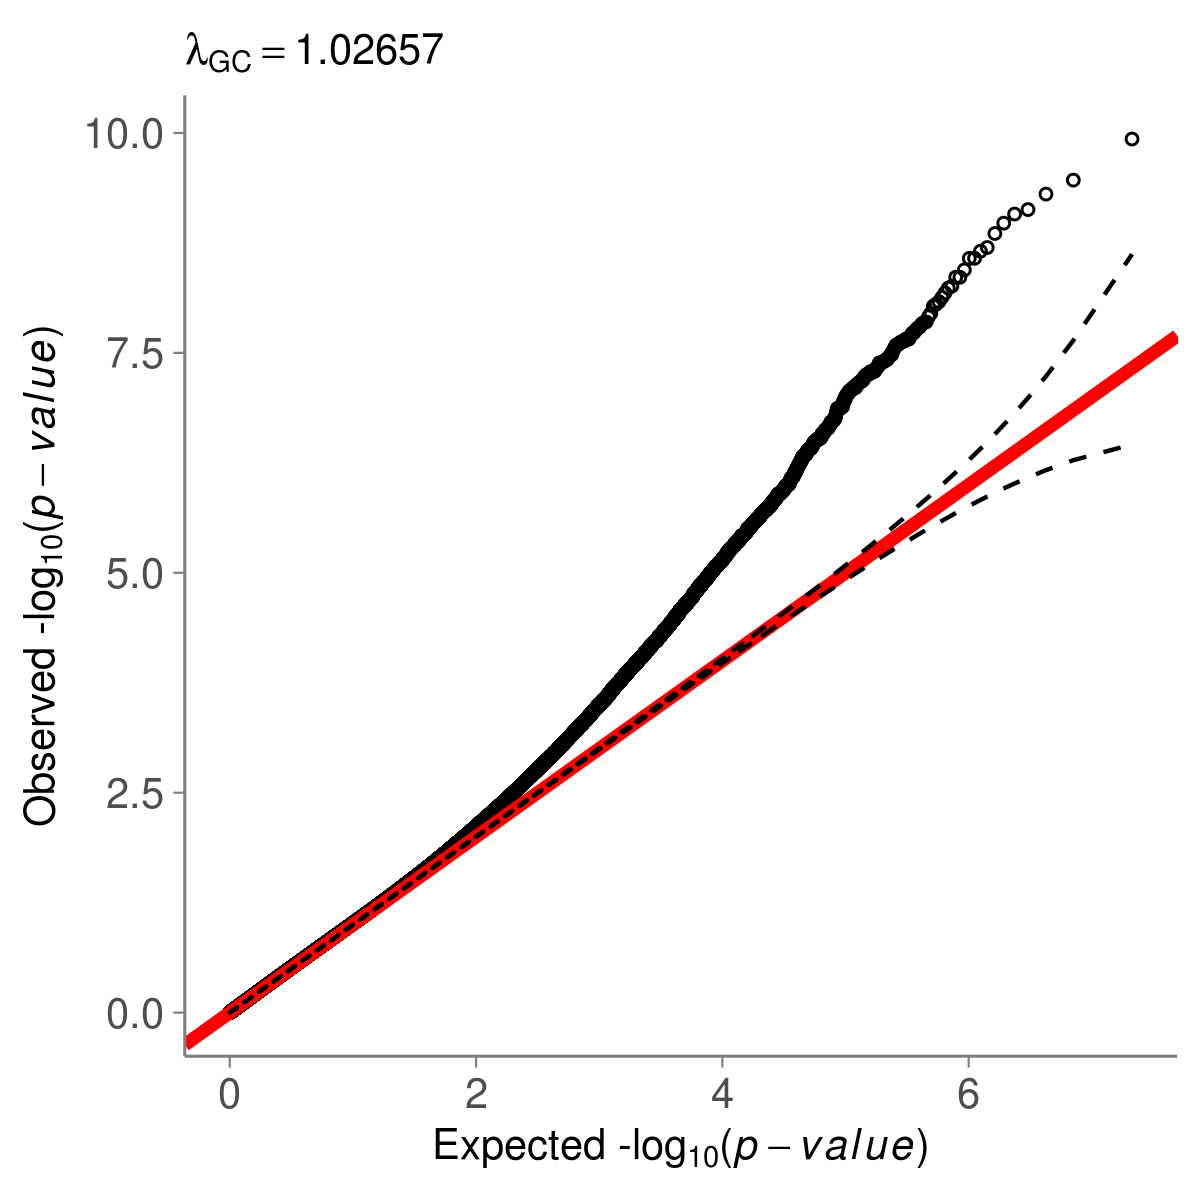 λGC = 1.02657
10.0
7.5
5.0
2.5
0.0
Observed -log10(p − value)
0 2 4 6
Expected -log10(p − value)